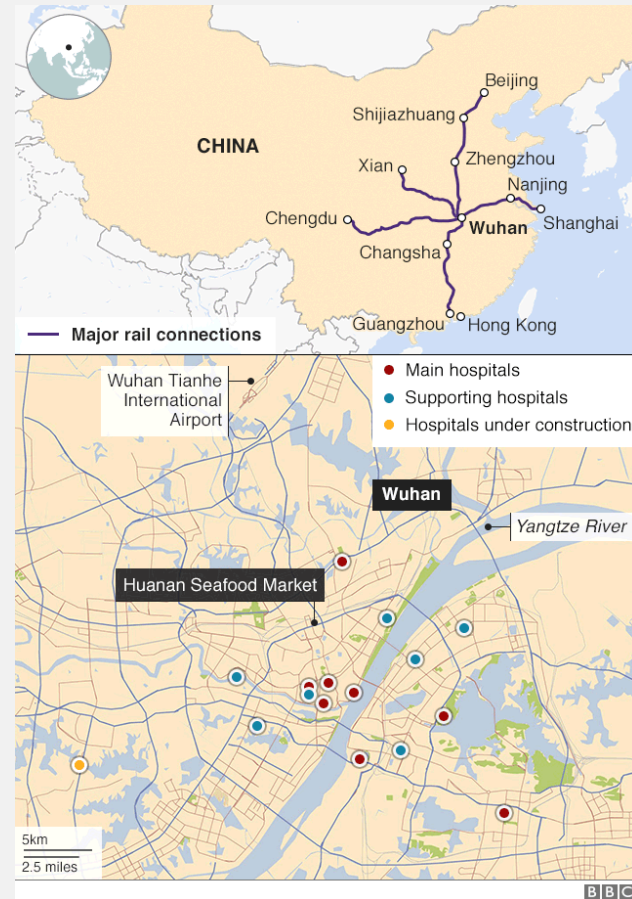 Beijing
Shijiazhuang
CHINA
Zhengzhou
Xian
Nanjing
Chengdu
Wuhan
Shanghai
Changsha
Guangzhou
Hong Kong
Major rail connections
Wuhan Tianhe
International
Airport
Main hospitals
Supporting hospitals
Hospitals under construction
Wuhan
Yangtze River
Huanan Seafood Market
5km
2.5 miles
BBC